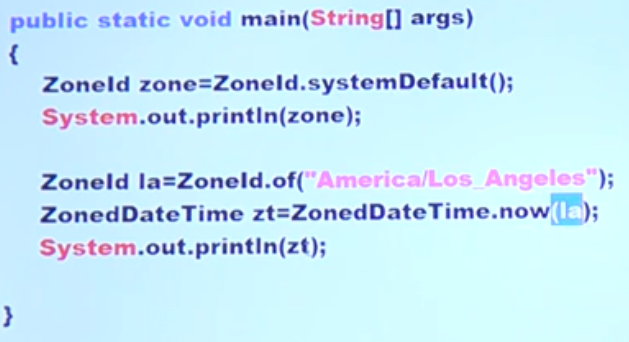 public static void main(String[] args)
{
ZoneId zone=ZoneId.systemDefault();
System.out.println(zone);
ZoneId la=ZoneId.of("America/Los_Angeles");
ZonedDateTime zt=ZonedDateTime.now(la);
System.out.println(zt);
}